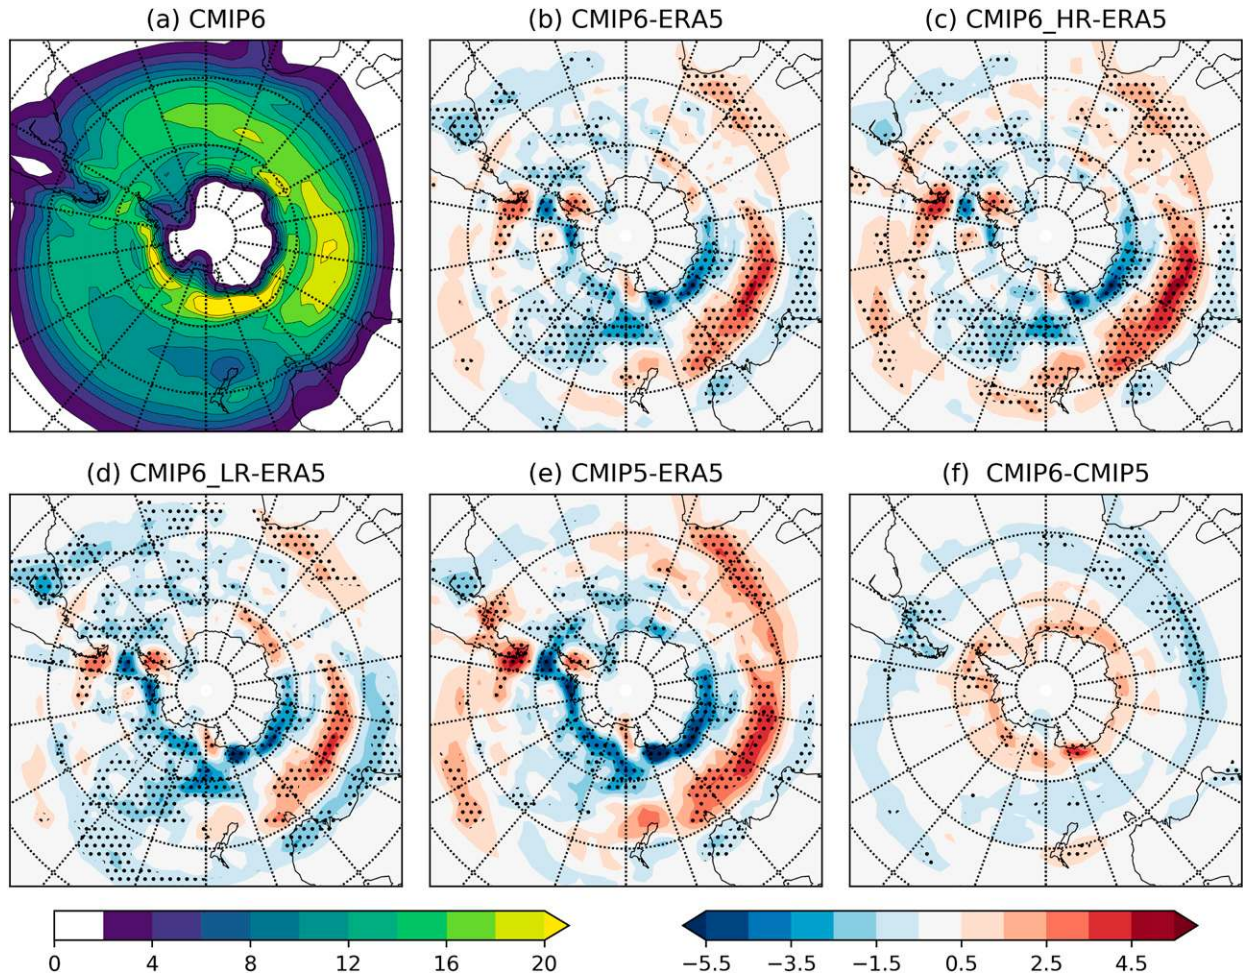 (a) CMIP6
(b) CMIP6-ERA5
(c) CMIP6_HR-ERA5
(d) CMIP6_LR-ERA5
(e) CMIP5-ERA5
(f) CMIP6-CMIP5
0 4 8 12 16 20
−5.5 −3.5 −1.5 0.5 2.5 4.5